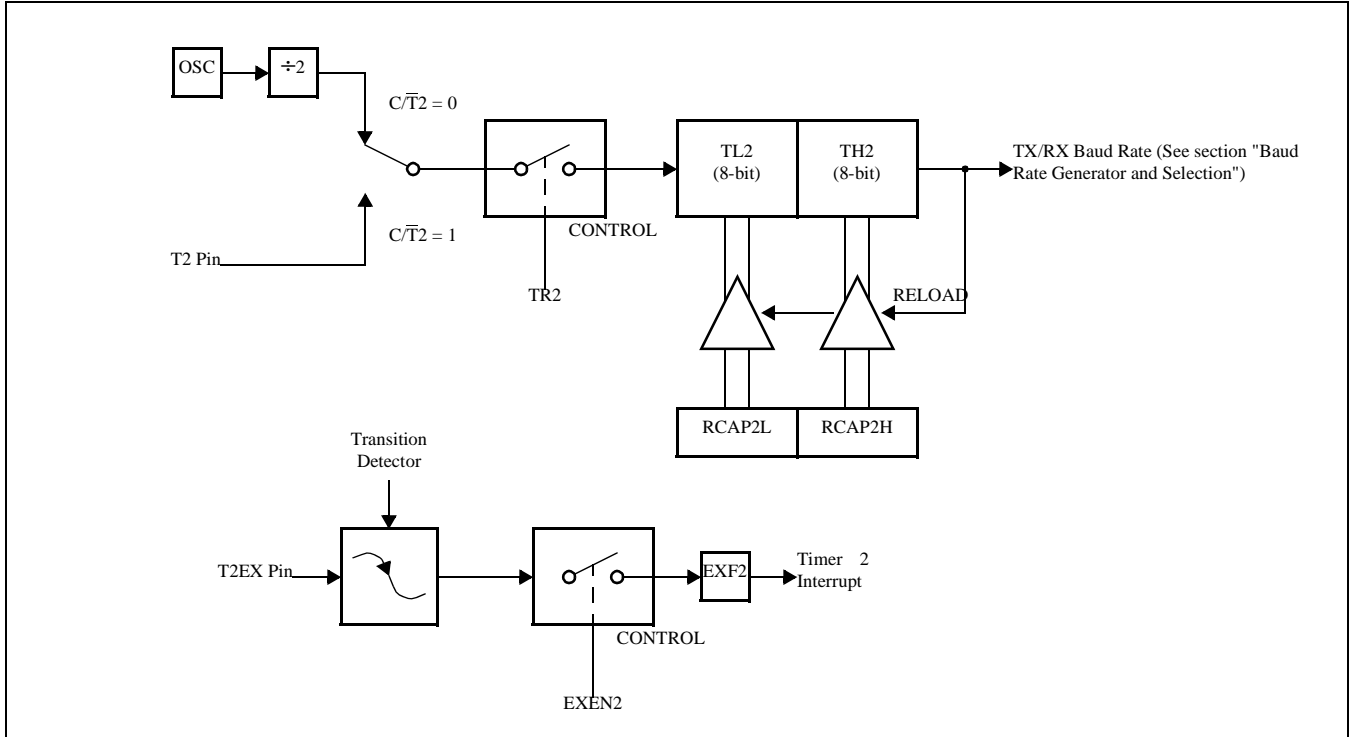 OSC
÷2
C/T̅2 = 0
TL2
(8-bit)
TH2
(8-bit)
TX/RX Baud Rate (See section "Baud
Rate Generator and Selection")
C/T̅2 = 1
CONTROL
T2 Pin
TR2
RELOAD
RCAP2L
RCAP2H
Transition
Detector
T2EX Pin
EXF2
Timer 2
Interrupt
CONTROL
EXEN2